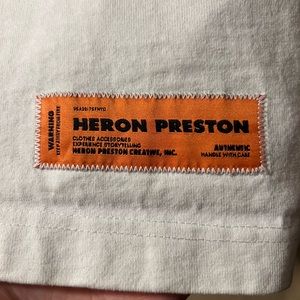 WARNING
HERON PRESTON
CLOTHES ACCESSORIES
EXPERIENCE STORYTELLING
HERON PRESTON CREATIVE, INC.
AUTHENTIC
HANDLE WITH CARE